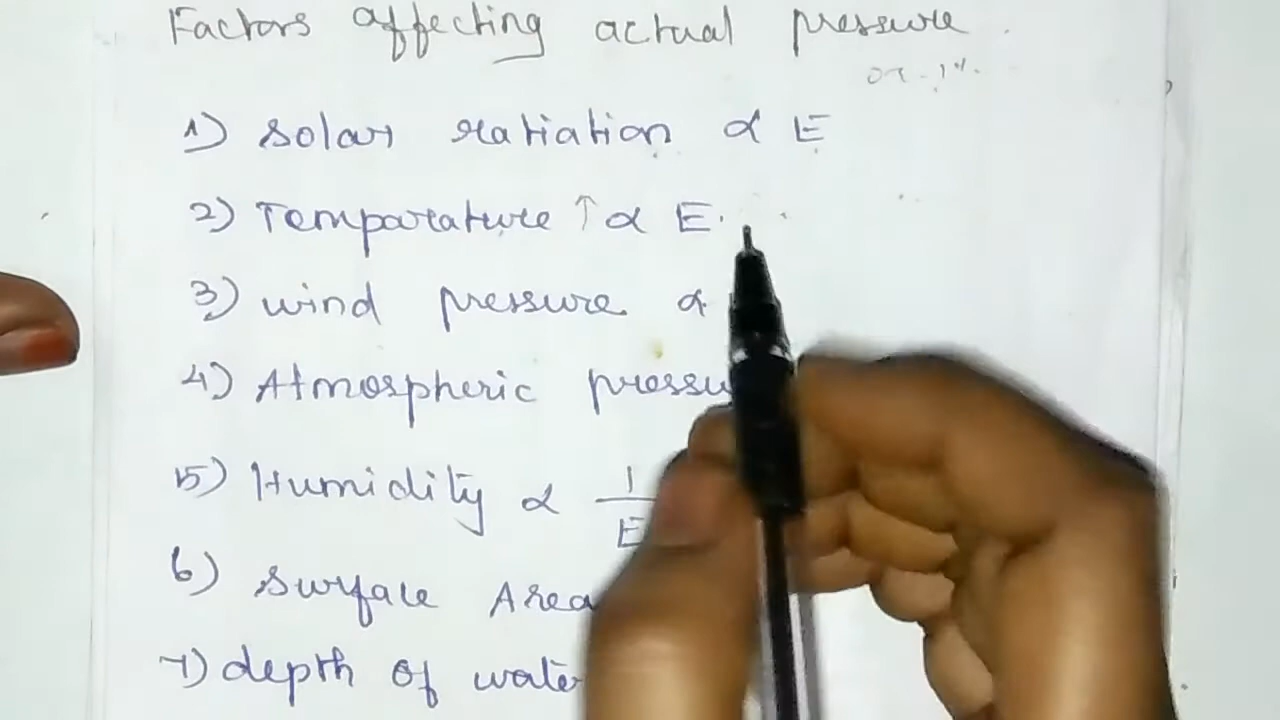 Factors affecting actual pressure
1) solar ratiation α E
2) Temparature ↑ α E.
3) wind pressure α
4) Atmospheric pressu
5) Humidity α 1/E
6) Surface Area
7) depth of water